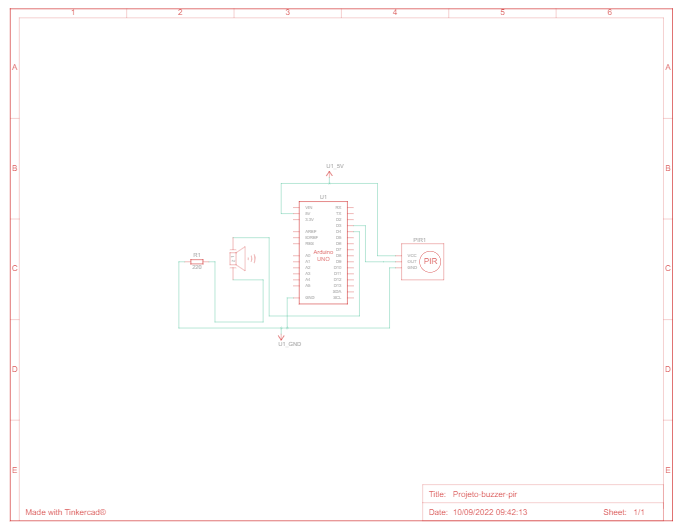 1 2 3 4 5 6
A A
U1_5V
B B
U1
VIN RX
5V TX
3.3V D2
D3
AREF D4
IOREF D5
RES D6
D7
PIR1
VCC
OUT
GND
PIR
Arduino
UNO
A0 D8
A1 D9
A2 D10
A3 D11
A4 D12
A5 D13
SDA
GND SCL
R1
220
C C
U1_GND
D D
E E
Title: Projeto-buzzer-pir
Made with Tinkercad® Date: 10/09/2022 09:42:13 Sheet: 1/1